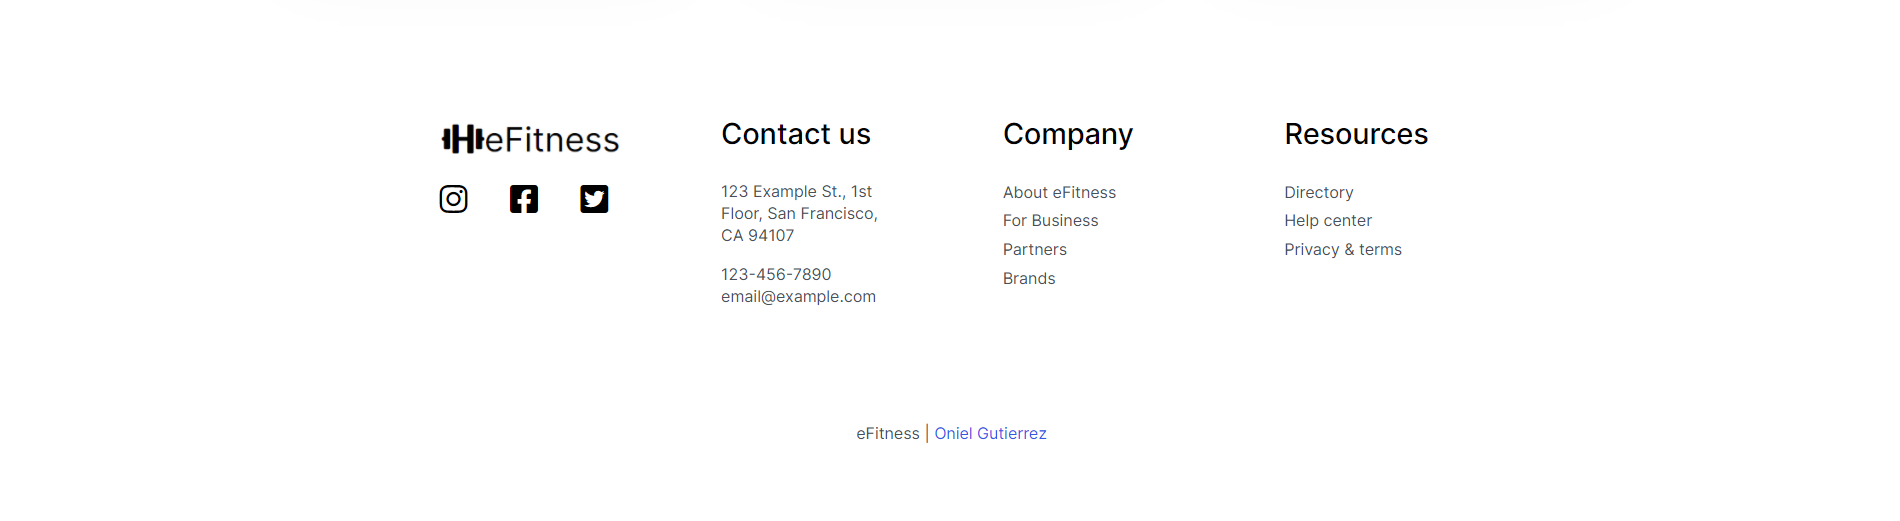 eFitness
Contact us
123 Example St., 1st
Floor, San Francisco,
CA 94107
123-456-7890
email@example.com
Company
About eFitness
For Business
Partners
Brands
Resources
Directory
Help center
Privacy & terms
eFitness | Oniel Gutierrez